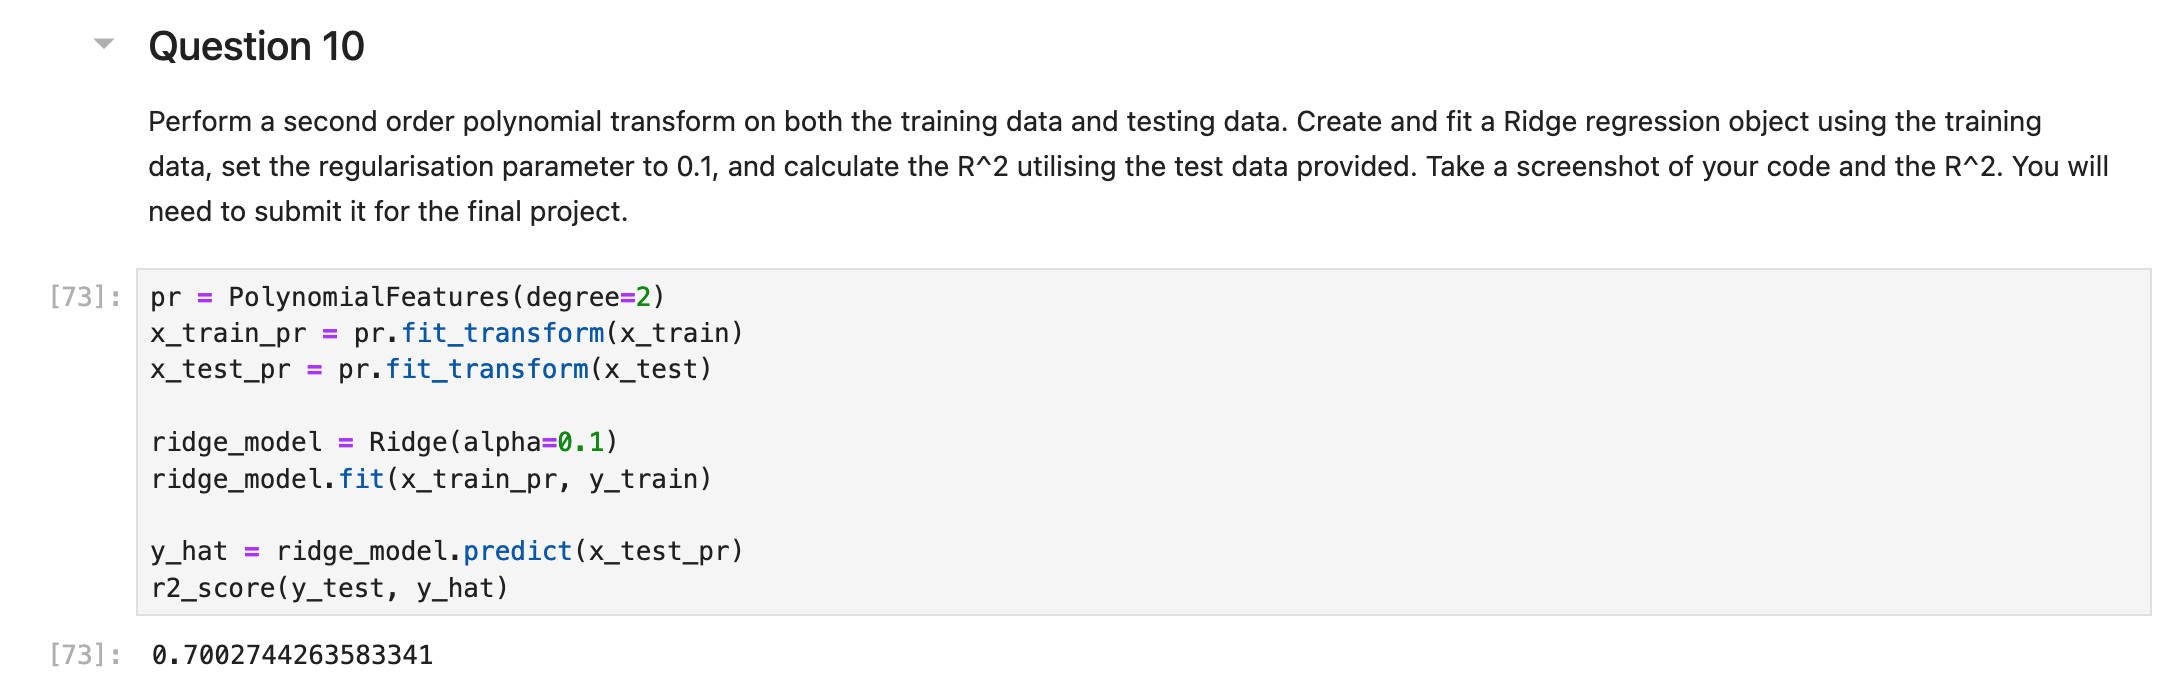 Question 10
Perform a second order polynomial transform on both the training data and testing data. Create and fit a Ridge regression object using the training
data, set the regularisation parameter to 0.1, and calculate the R^2 utilising the test data provided. Take a screenshot of your code and the R^2. You will
need to submit it for the final project.
[73]: pr = PolynomialFeatures(degree=2)
x_train_pr = pr.fit_transform(x_train)
x_test_pr = pr.fit_transform(x_test)
ridge_model = Ridge(alpha=0.1)
ridge_model.fit(x_train_pr, y_train)
y_hat = ridge_model.predict(x_test_pr)
r2_score(y_test, y_hat)
[73]: 0.7002744263583341